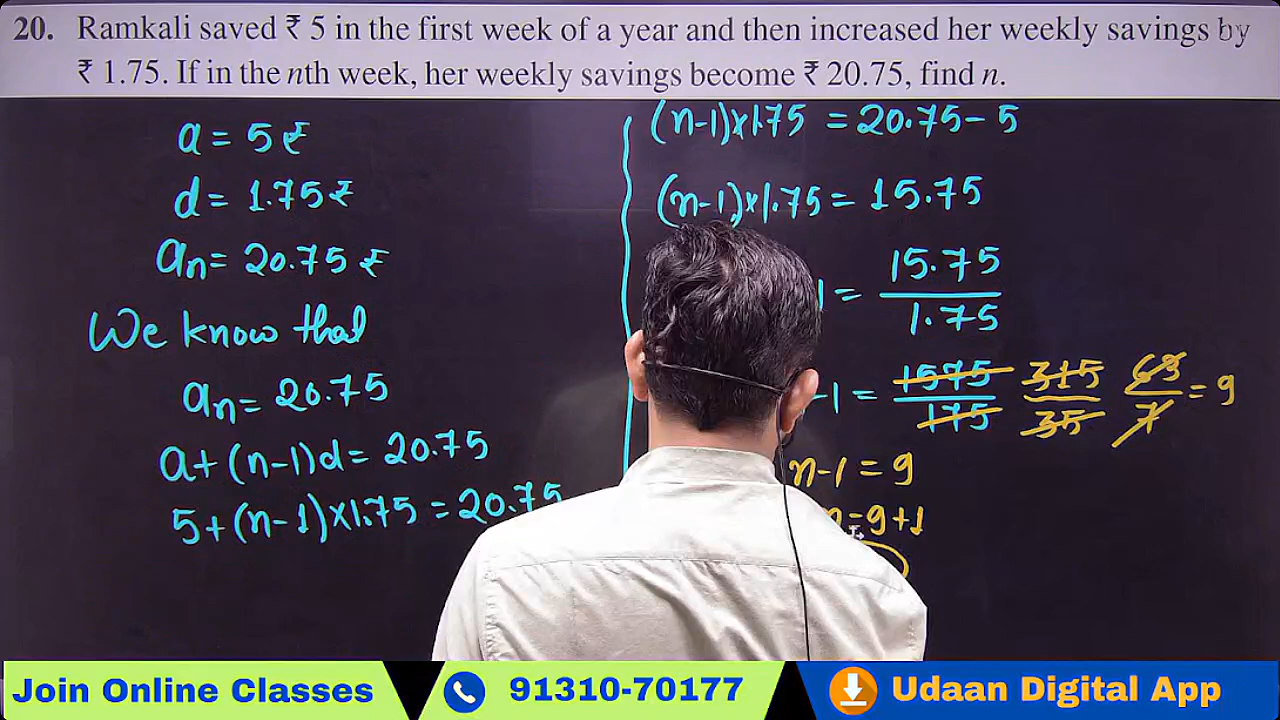 20. Ramkali saved ₹ 5 in the first week of a year and then increased her weekly savings by
₹ 1.75. If in the nth week, her weekly savings become ₹ 20.75, find n.
a = 5 ₹
d = 1.75 ₹
an = 20.75 ₹
We know that
an = 20.75
a + (n-1)d = 20.75
5 + (n-1) × 1.75 = 20.75
(n-1) × 1.75 = 20.75 - 5
(n-1) × 1.75 = 15.75
1 = 15.75 / 1.75
-1 = 1575 / 175 315 / 35 63 / 7 = 9
n-1 = 9
n = 9+1
Join Online Classes
91310-70177
Udaan Digital App